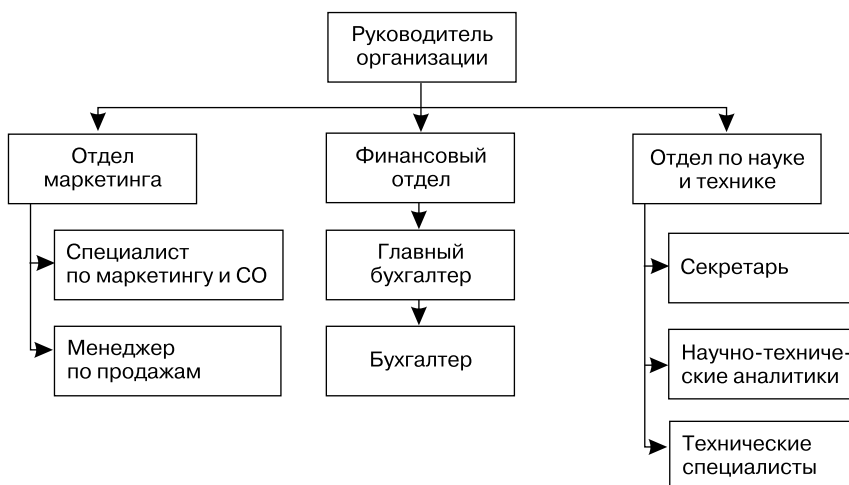 Руководитель
организации
Отдел
маркетинга
Финансовый
отдел
Отдел по науке
и технике
Специалист
по маркетингу и СО
Главный
бухгалтер
Секретарь
Менеджер
по продажам
Бухгалтер
Научно-техниче-
ские аналитики
Технические
специалисты